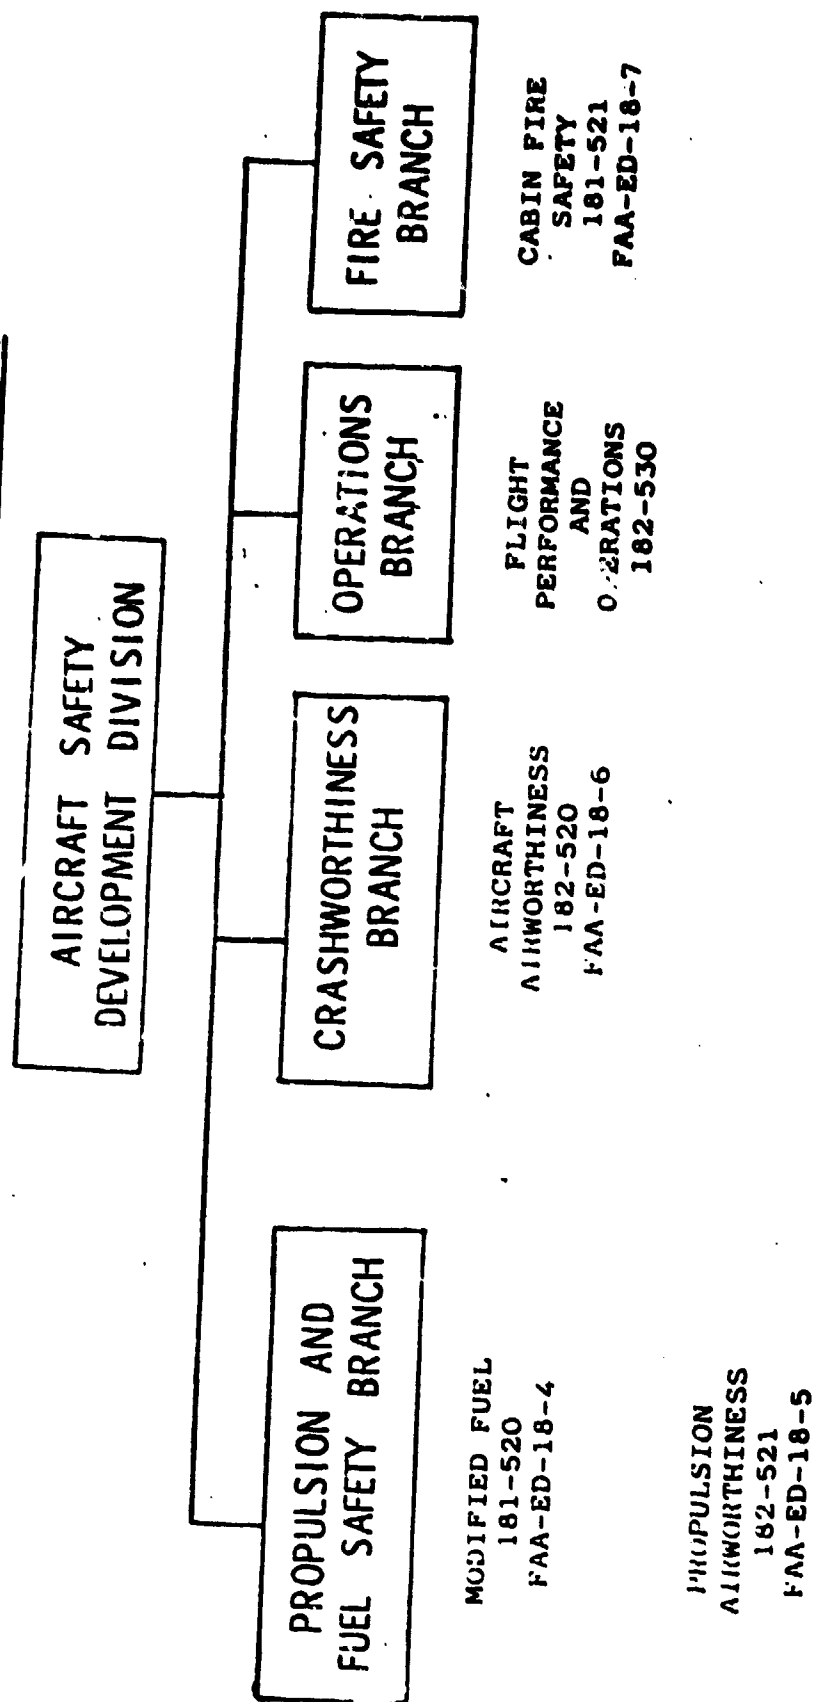 AIRCRAFT SAFETY
DEVELOPMENT DIVISION
PROPULSION AND
FUEL SAFETY BRANCH
CRASHWORTHINESS
BRANCH
OPERATIONS
BRANCH
FIRE SAFETY
BRANCH
MODIFIED FUEL
181-520
FAA-ED-18-4
PROPULSION
AIRWORTHINESS
182-521
FAA-ED-18-5
AIRCRAFT
AIRWORTHINESS
182-520
FAA-ED-18-6
FLIGHT
PERFORMANCE
AND
OPERATIONS
182-530
CABIN FIRE
SAFETY
181-521
FAA-ED-18-7